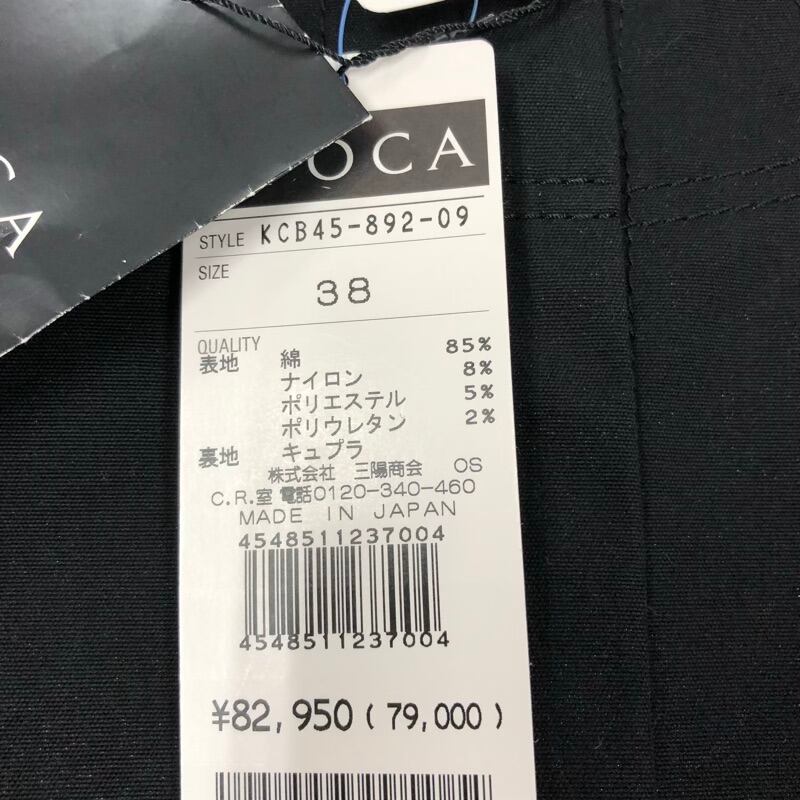 OCA
CA
STYLE KCB45-892-09
SIZE
38
QUALITY
表地 綿 85%
ナイロン 8%
ポリエステル 5%
ポリウレタン 2%
裏地 キュプラ
株式会社 三陽商会 OS
C.R.室 電話0120-340-460
MADE IN JAPAN
4548511237004
4548511237004
¥82,950 ( 79,000 )